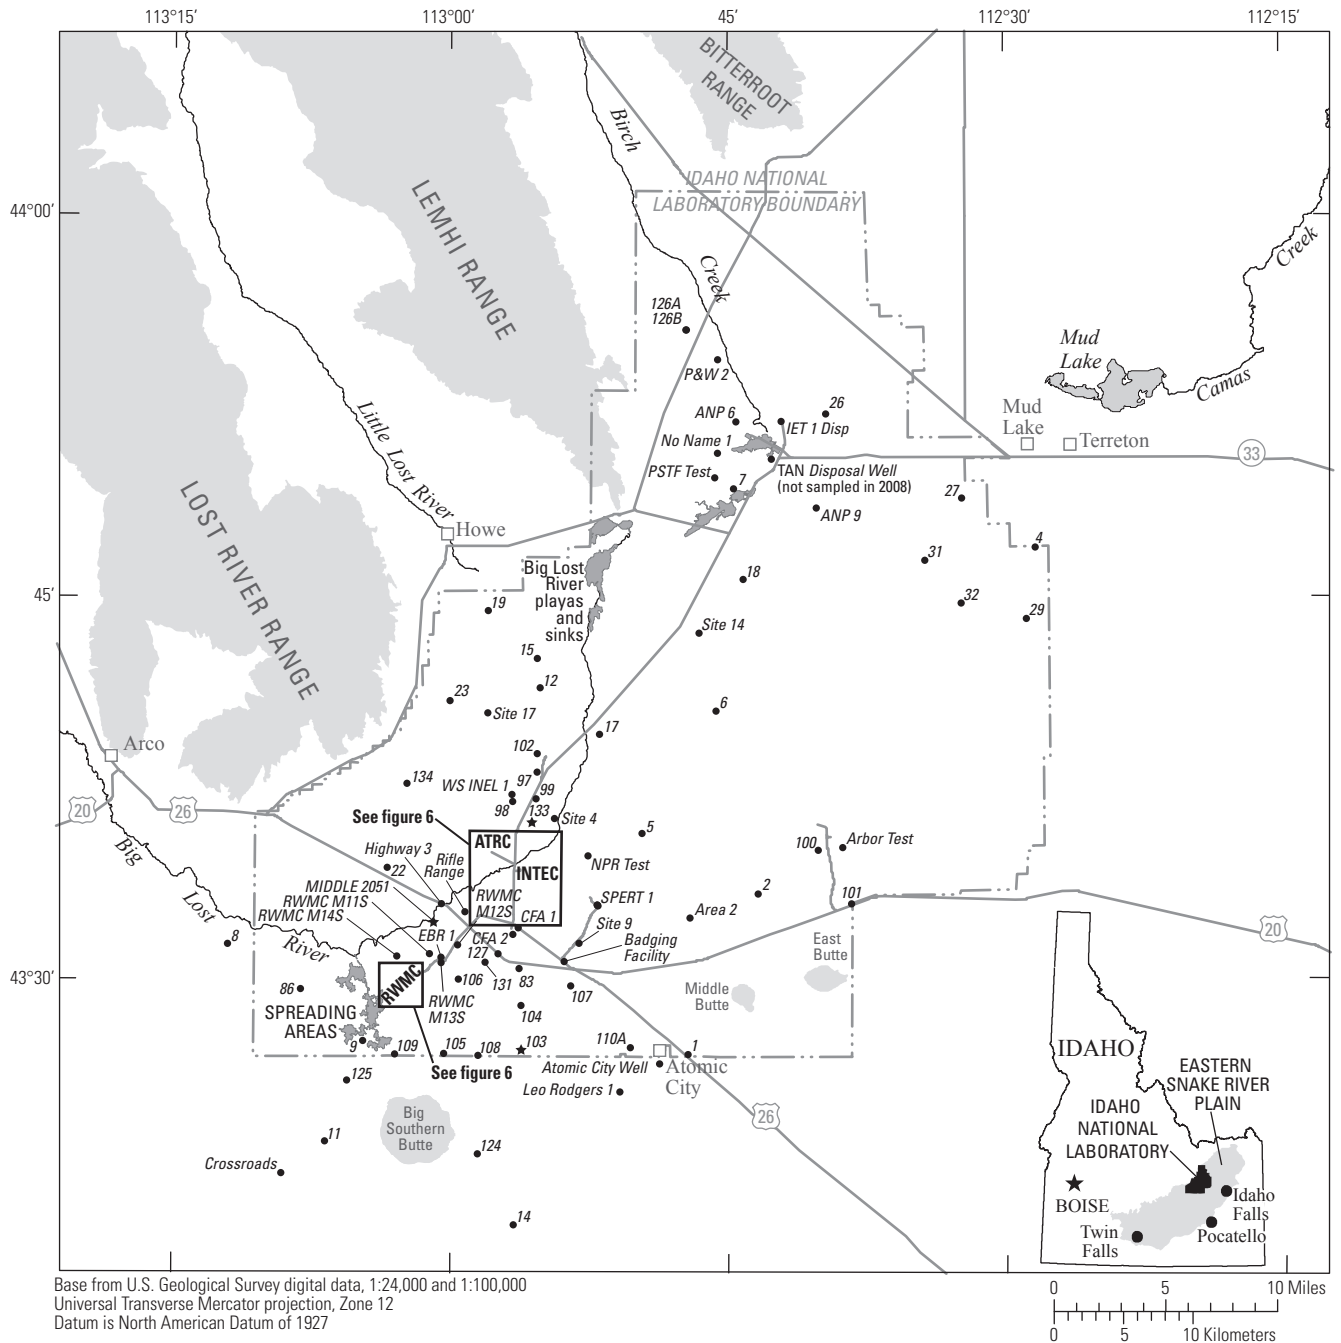 113°15′
113°00′
45′
112°30′
112°15′
BITTERROOT
RANGE
Birch
IDAHO NATIONAL
LABORATORY BOUNDARY
44°00′
LEMHI RANGE
Creek
Creek
126A
126B
Mud
Lake
P&W 2
Camas
Little Lost River
ANP 6
26
IET 1 Disp
Mud
Lake
Terreton
No Name 1
33
PSTF Test
TAN Disposal Well
(not sampled in 2008)
7
27
ANP 9
LOST RIVER RANGE
Howe
4
31
Big Lost
River
playas
and
sinks
18
45′
32
29
19
Site 14
15
12
23
Site 17
6
17
Arco
102
134
WS INEL 1
97
99
20
26
98
133
Site 4
See figure 6
5
ATRC
100
Arbor Test
Highway 3
Rifle
Range
NPR Test
INTEC
22
MIDDLE 2051
2
RWMC M11S
RWMC
M12S
SPERT 1
101
RWMC M14S
CFA 1
Area 2
Big
Lost
River
8
EBR 1
CFA 2
Site 9
20
127
Badging
Facility
East
Butte
43°30′
RWMC
131
83
106
86
Middle
Butte
107
SPREADING
AREAS
RWMC
M13S
104
9
109
105
108
103
110A
1
IDAHO
See figure 6
Atomic City Well
Atomic
City
125
Leo Rodgers 1
EASTERN
SNAKE RIVER
PLAIN
Big
Southern
Butte
26
IDAHO
NATIONAL
LABORATORY
11
124
Crossroads
BOISE
Idaho
Falls
14
Twin
Falls
Pocatello
Base from U.S. Geological Survey digital data, 1:24,000 and 1:100,000
Universal Transverse Mercator projection, Zone 12
Datum is North American Datum of 1927
0 5 10 Miles
0 5 10 Kilometers